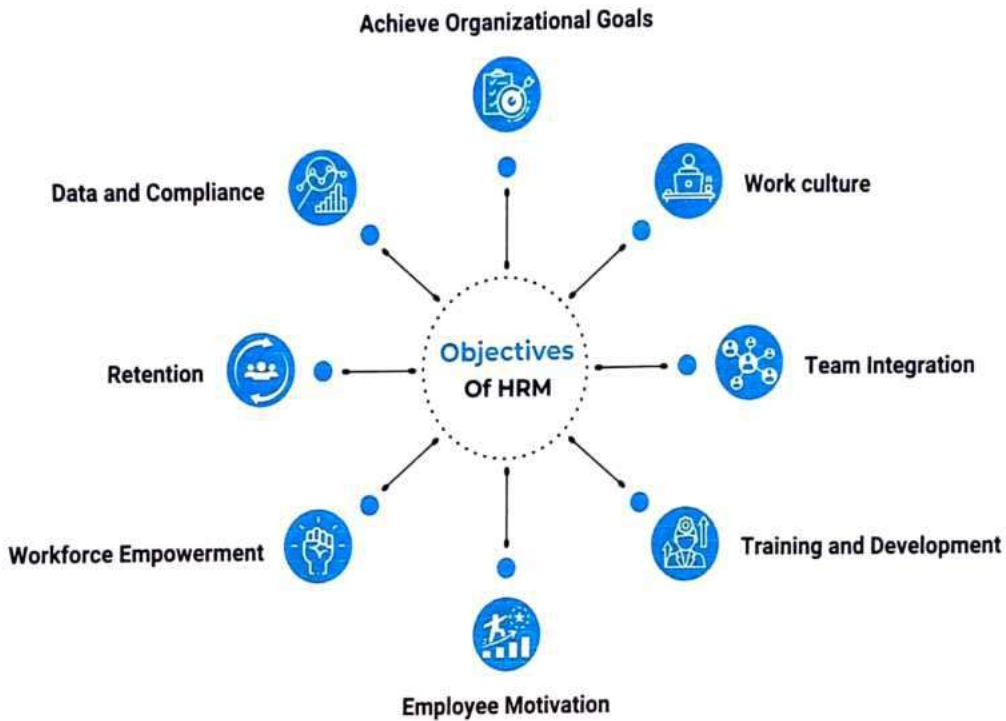 Achieve Organizational Goals
Data and Compliance
Work culture
Objectives
Of HRM
Retention
Team Integration
Workforce Empowerment
Training and Development
Employee Motivation